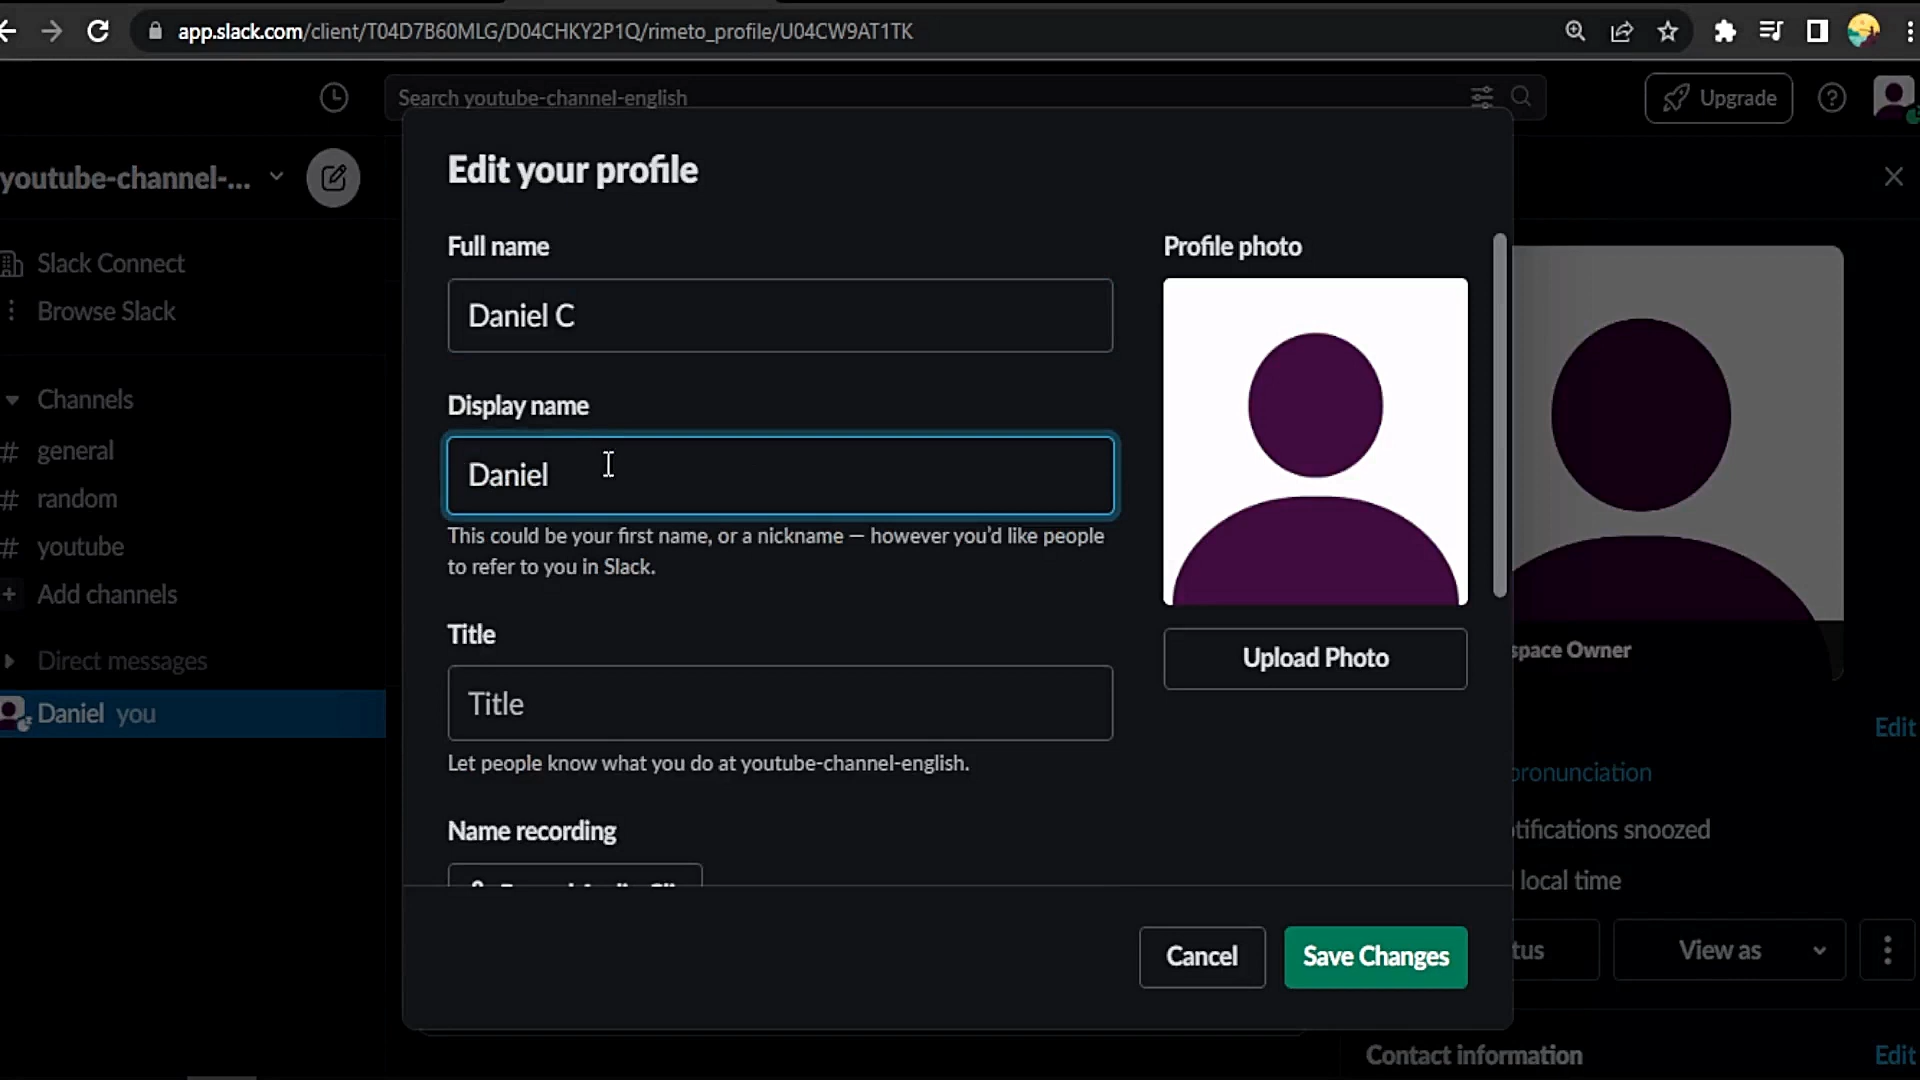 app.slack.com/client/T04D7B60MLG/D04CHKY2P1Q/rimeto_profile/U04CW9AT1TK
Search youtube-channel-english
Upgrade
youtube-channel-...
Slack Connect
Browse Slack
Channels
# general
# random
# youtube
+ Add channels
Direct messages
Daniel you
Edit your profile
Full name
Daniel C
Display name
Daniel
This could be your first name, or a nickname — however you'd like people
to refer to you in Slack.
Title
Title
Let people know what you do at youtube-channel-english.
Name recording
Profile photo
Upload Photo
Cancel
Save Changes
space Owner
Edit
pronunciation
tifications snoozed
local time
tus
View as
Contact information
Edit